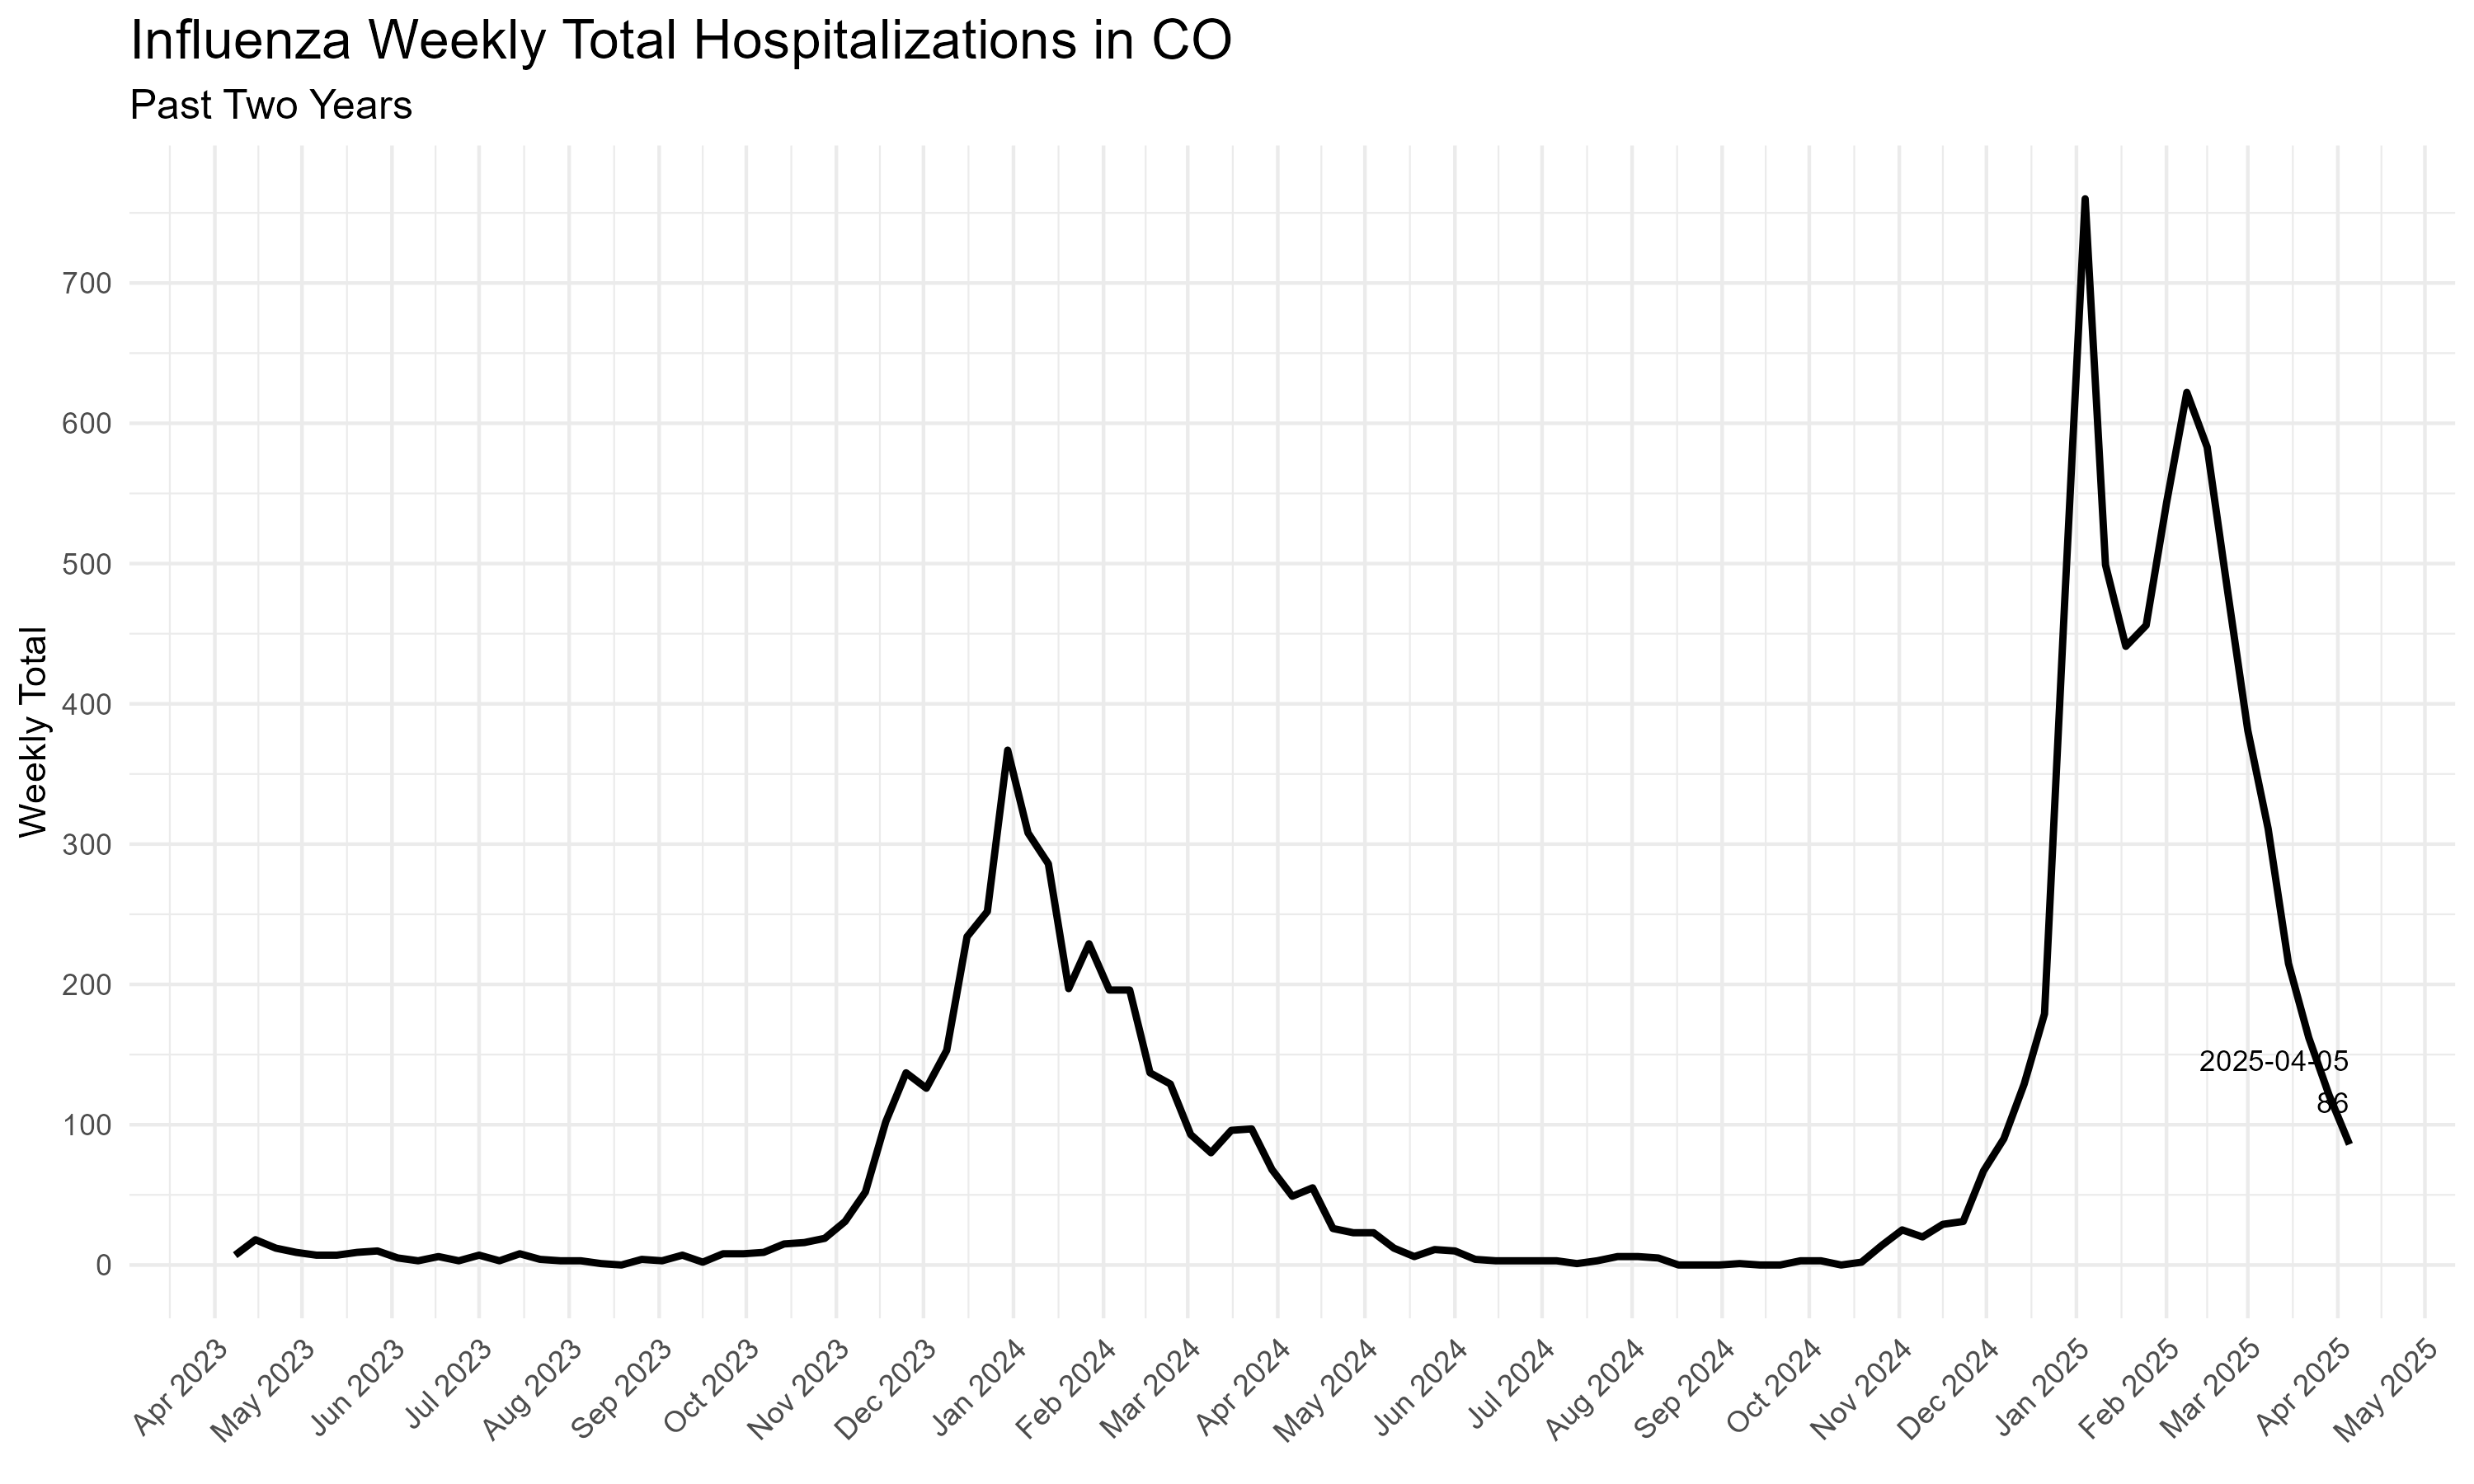 Influenza Weekly Total Hospitalizations in CO
Past Two Years
Weekly Total
700
600
500
400
300
200
100
0
2025-04-05
86
Apr 2023
May 2023
Jun 2023
Jul 2023
Aug 2023
Sep 2023
Oct 2023
Nov 2023
Dec 2023
Jan 2024
Feb 2024
Mar 2024
Apr 2024
May 2024
Jun 2024
Jul 2024
Aug 2024
Sep 2024
Oct 2024
Nov 2024
Dec 2024
Jan 2025
Feb 2025
Mar 2025
Apr 2025
May 2025